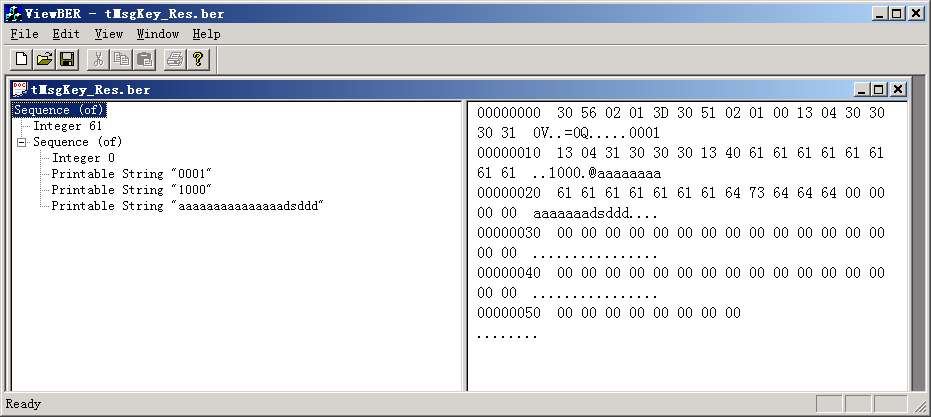 ViewBER - tMsgKey_Res.ber
File Edit View Window Help
DOC
tMsgKey_Res.ber
Sequence (of)
Integer 61
Sequence (of)
Integer 0
Printable String "0001"
Printable String "1000"
Printable String "aaaaaaaaaaaaaaadsddd"
00000000 30 56 02 01 3D 30 51 02 01 00 13 04 30 30
30 31 0V..=0Q.....0001
00000010 13 04 31 30 30 30 13 40 61 61 61 61 61 61
61 61 ..1000.@aaaaaaaa
00000020 61 61 61 61 61 61 61 64 73 64 64 64 00 00
00 00 aaaaaaadsddd....
00000030 00 00 00 00 00 00 00 00 00 00 00 00 00 00
00 00 ................
00000040 00 00 00 00 00 00 00 00 00 00 00 00 00 00
00 00 ................
00000050 00 00 00 00 00 00 00 00
........
Ready